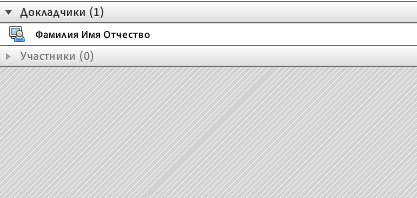 Докладчики (1)
Фамилия Имя Отчество
Участники (0)